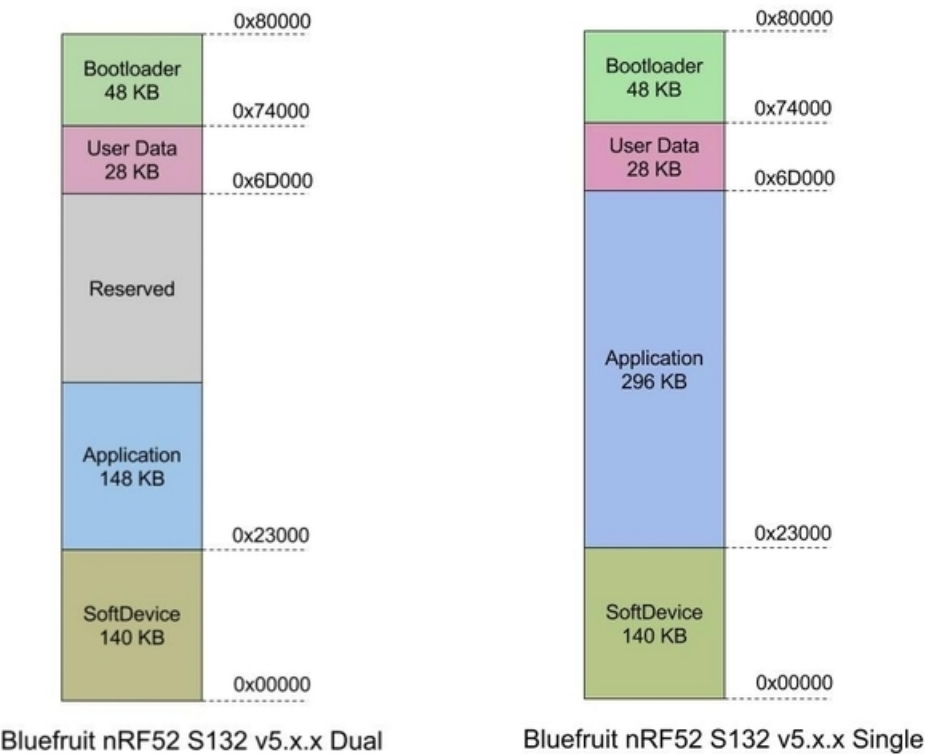 0x80000
Bootloader
48 KB
0x74000
User Data
28 KB
0x6D000
Reserved
Application
148 KB
0x23000
SoftDevice
140 KB
0x00000
Bluefruit nRF52 S132 v5.x.x Dual
0x80000
Bootloader
48 KB
0x74000
User Data
28 KB
0x6D000
Application
296 KB
0x23000
SoftDevice
140 KB
0x00000
Bluefruit nRF52 S132 v5.x.x Single